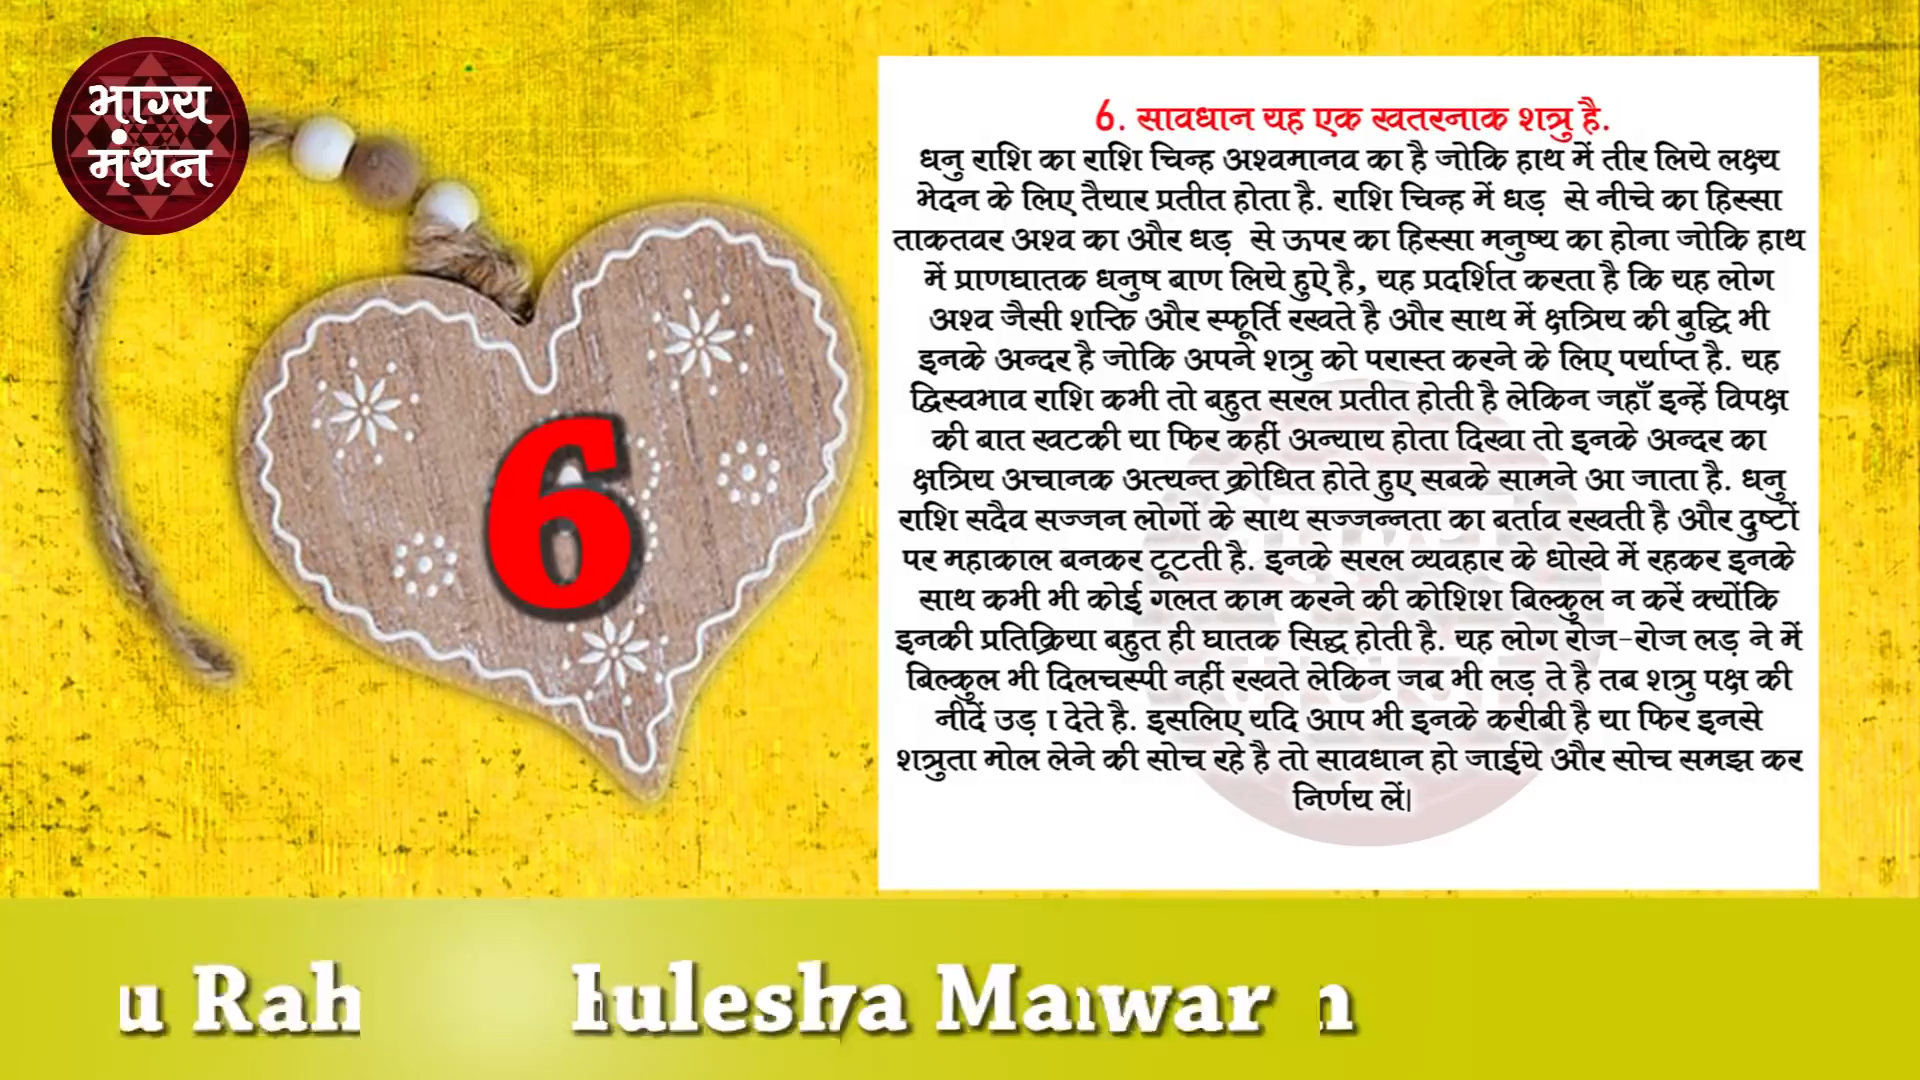 भाग्य
मंथन
6. सावधान यह एक खतरनाक शत्रु है.
धनु राशि का राशि चिन्ह अश्वमानव का है जोकि हाथ में तीर लिये लक्ष्य
भेदन के लिए तैयार प्रतीत होता है. राशि चिन्ह में धड़ से नीचे का हिस्सा
ताकतवर अश्व का और धड़ से ऊपर का हिस्सा मनुष्य का होना जोकि हाथ
में प्राणघातक धनुष बाण लिये हुऐ है, यह प्रदर्शित करता है कि यह लोग
अश्व जैसी शक्ति और स्फूर्ति रखते है और साथ में क्षत्रिय की बुद्धि भी
इनके अन्दर है जोकि अपने शत्रु को परास्त करने के लिए पर्याप्त है. यह
द्विस्वभाव राशि कभी तो बहुत सरल प्रतीत होती है लेकिन जहाँ इन्हें विपक्ष
की बात खटकी या फिर कहीं अन्याय होता दिखा तो इनके अन्दर का
क्षत्रिय अचानक अत्यन्त क्रोधित होते हुए सबके सामने आ जाता है. धनु
राशि सदैव सज्जन लोगों के साथ सज्जन्नता का बर्ताव रखती है और दुष्टों
पर महाकाल बनकर टूटती है. इनके सरल व्यवहार के धोखे में रहकर इनके
साथ कभी भी कोई गलत काम करने की कोशिश बिल्कुल न करें क्योंकि
इनकी प्रतिक्रिया बहुत ही घातक सिद्ध होती है. यह लोग रोज-रोज लड़ ने में
बिल्कुल भी दिलचस्पी नहीं रखते लेकिन जब भी लड़ ते है तब शत्रु पक्ष की
नीदें उड़ ा देते है. इसलिए यदि आप भी इनके करीबी है या फिर इनसे
शत्रुता मोल लेने की सोच रहे है तो सावधान हो जाईये और सोच समझ कर
निर्णय लें।
6